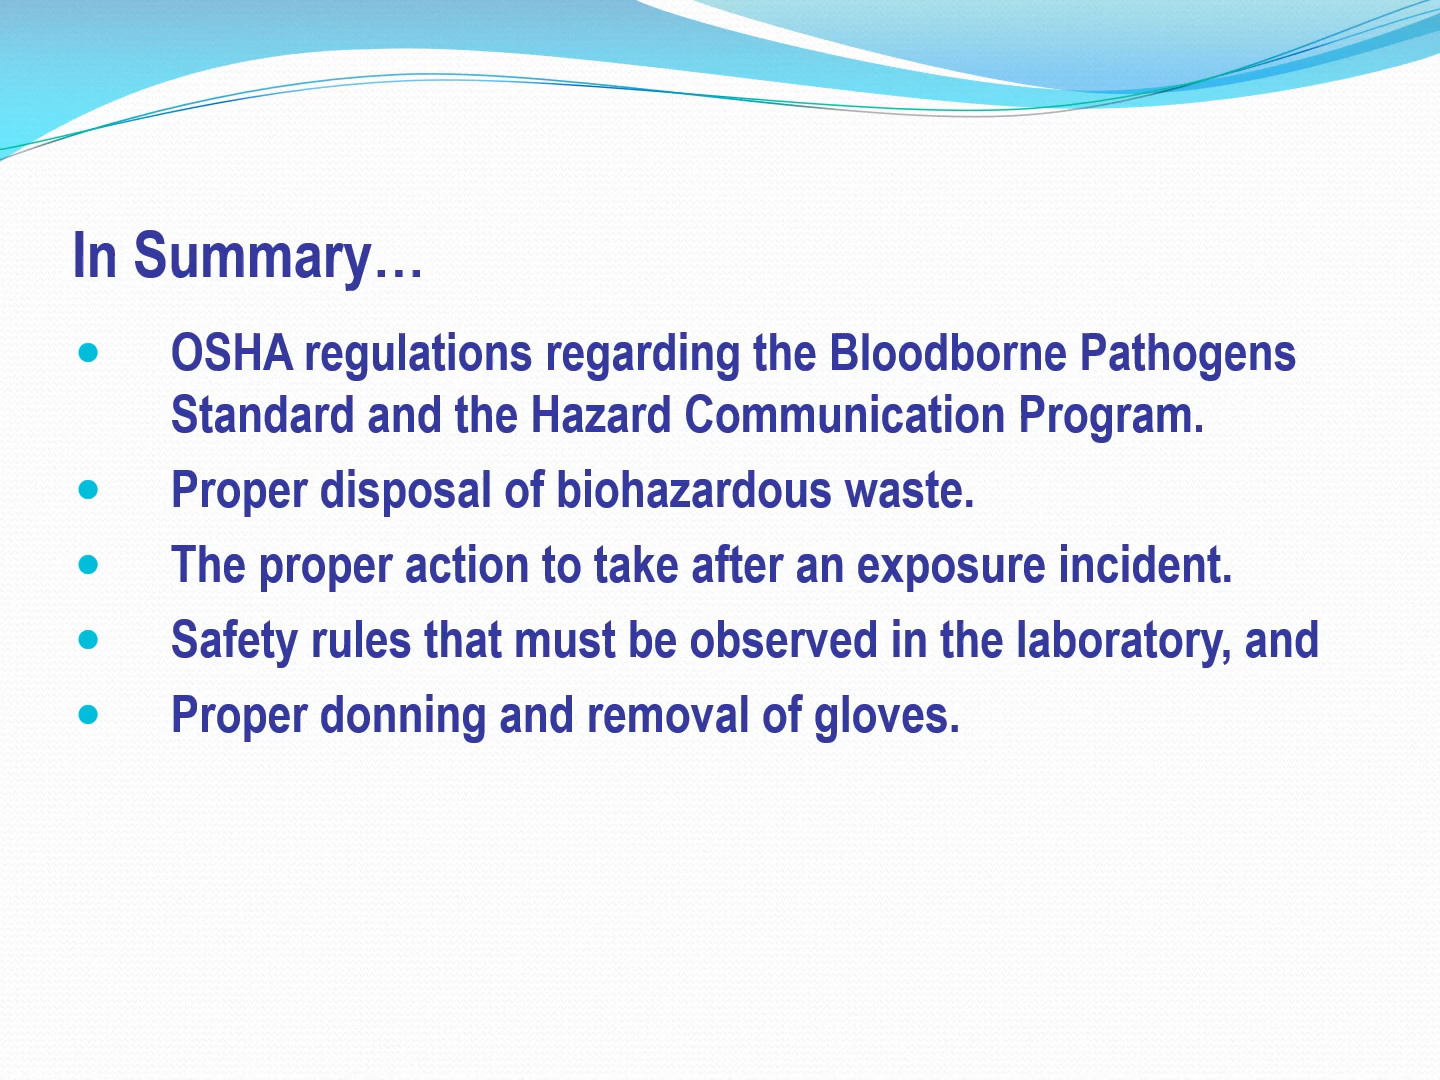 In Summary…
• OSHA regulations regarding the Bloodborne Pathogens
Standard and the Hazard Communication Program.
• Proper disposal of biohazardous waste.
• The proper action to take after an exposure incident.
• Safety rules that must be observed in the laboratory, and
• Proper donning and removal of gloves.